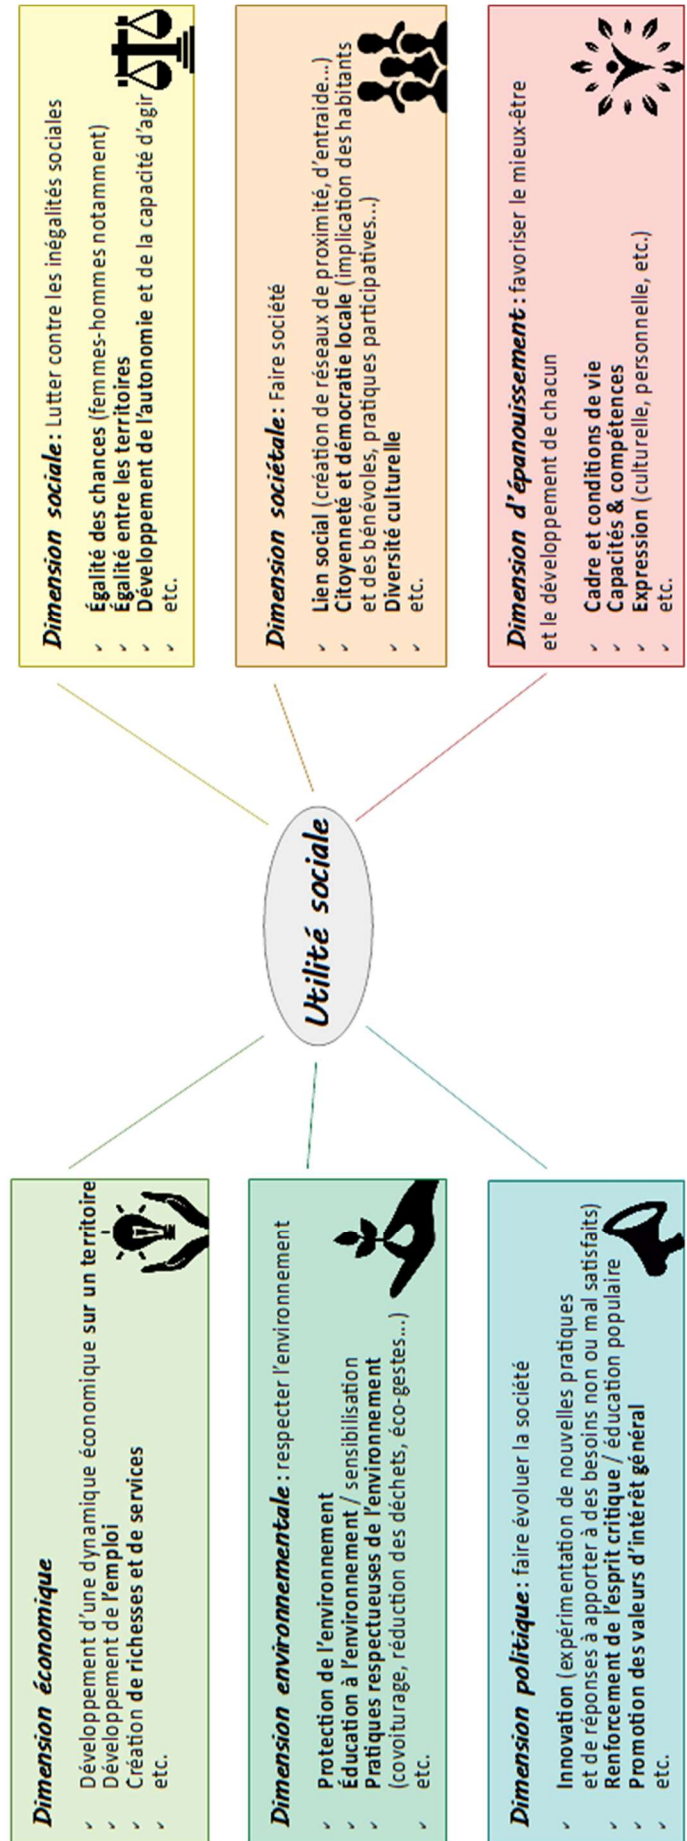 Dimension économique
✓ Développement d'une dynamique économique sur un territoire
✓ Développement de l'emploi
✓ Création de richesses et de services
✓ etc.
Dimension environnementale : respecter l'environnement
✓ Protection de l'environnement
✓ Éducation à l'environnement / sensibilisation
✓ Pratiques respectueuses de l'environnement
(covoiturage, réduction des déchets, éco-gestes...)
✓ etc.
Dimension politique : faire évoluer la société
✓ Innovation (expérimentation de nouvelles pratiques
et de réponses à apporter à des besoins non ou mal satisfaits)
✓ Renforcement de l'esprit critique / éducation populaire
✓ Promotion des valeurs d'intérêt général
✓ etc.
Utilité sociale
Dimension sociale : Lutter contre les inégalités sociales
✓ Égalité des chances (femmes-hommes notamment)
✓ Égalité entre les territoires
✓ Développement de l'autonomie et de la capacité d'agir
✓ etc.
Dimension sociétale : Faire société
✓ Lien social (création de réseaux de proximité, d'entraide...)
✓ Citoyenneté et démocratie locale (implication des habitants
et des bénévoles, pratiques participatives...)
✓ Diversité culturelle
✓ etc.
Dimension d'épanouissement : favoriser le mieux-être
et le développement de chacun
✓ Cadre et conditions de vie
✓ Capacités & compétences
✓ Expression (culturelle, personnelle, etc.)
✓ etc.